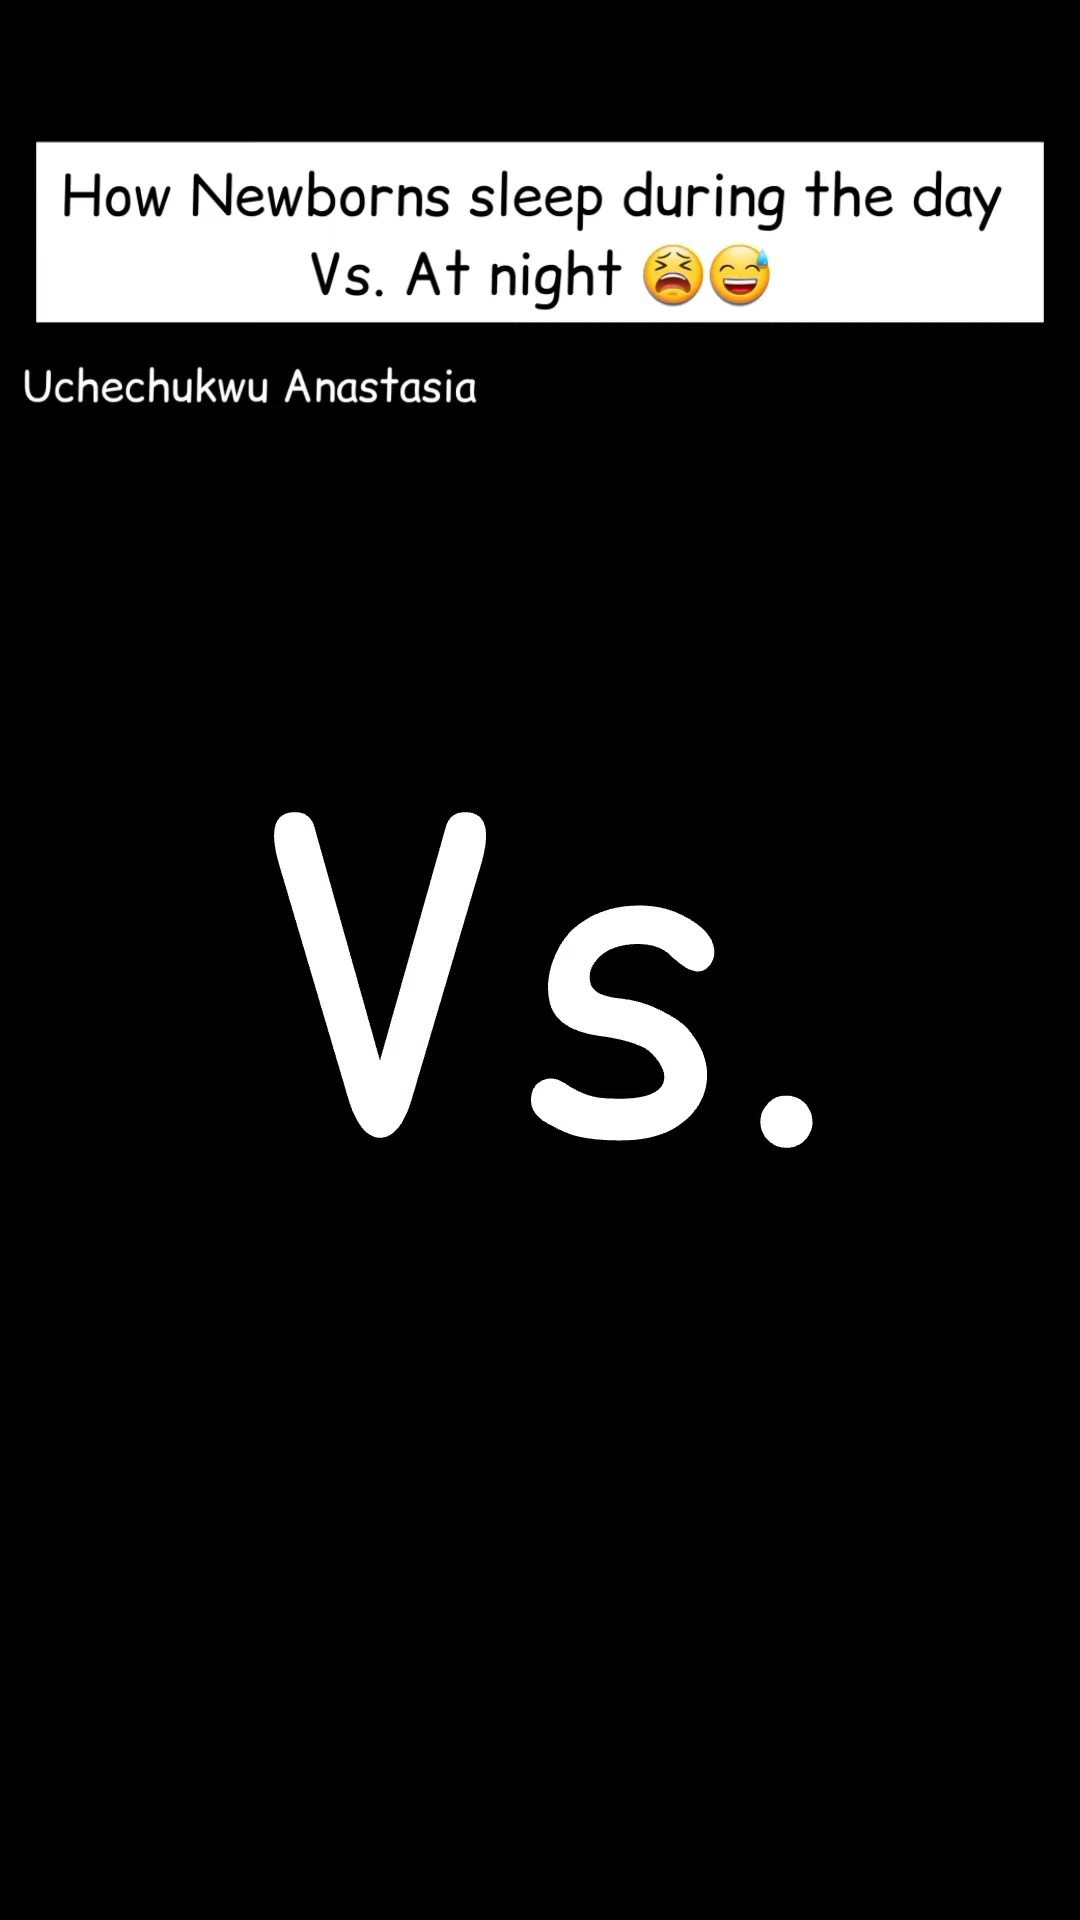 How Newborns sleep during the day
Vs. At night 😫😅
Uchechukwu Anastasia
Vs.